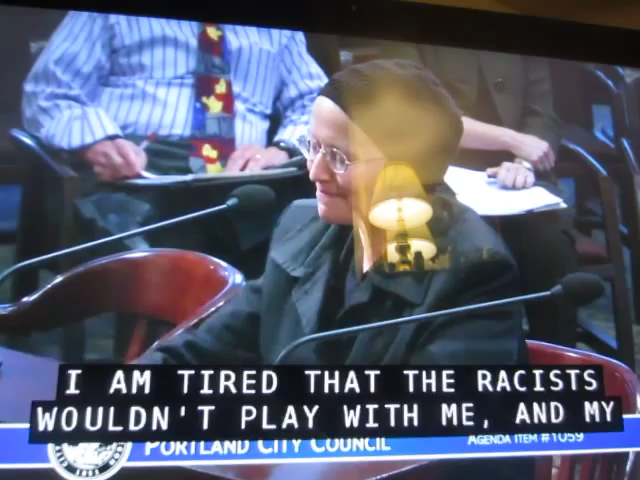 I AM TIRED THAT THE RACISTS
WOULDN'T PLAY WITH ME, AND MY
PORTLAND CITY COUNCIL
AGENDA ITEM #1059